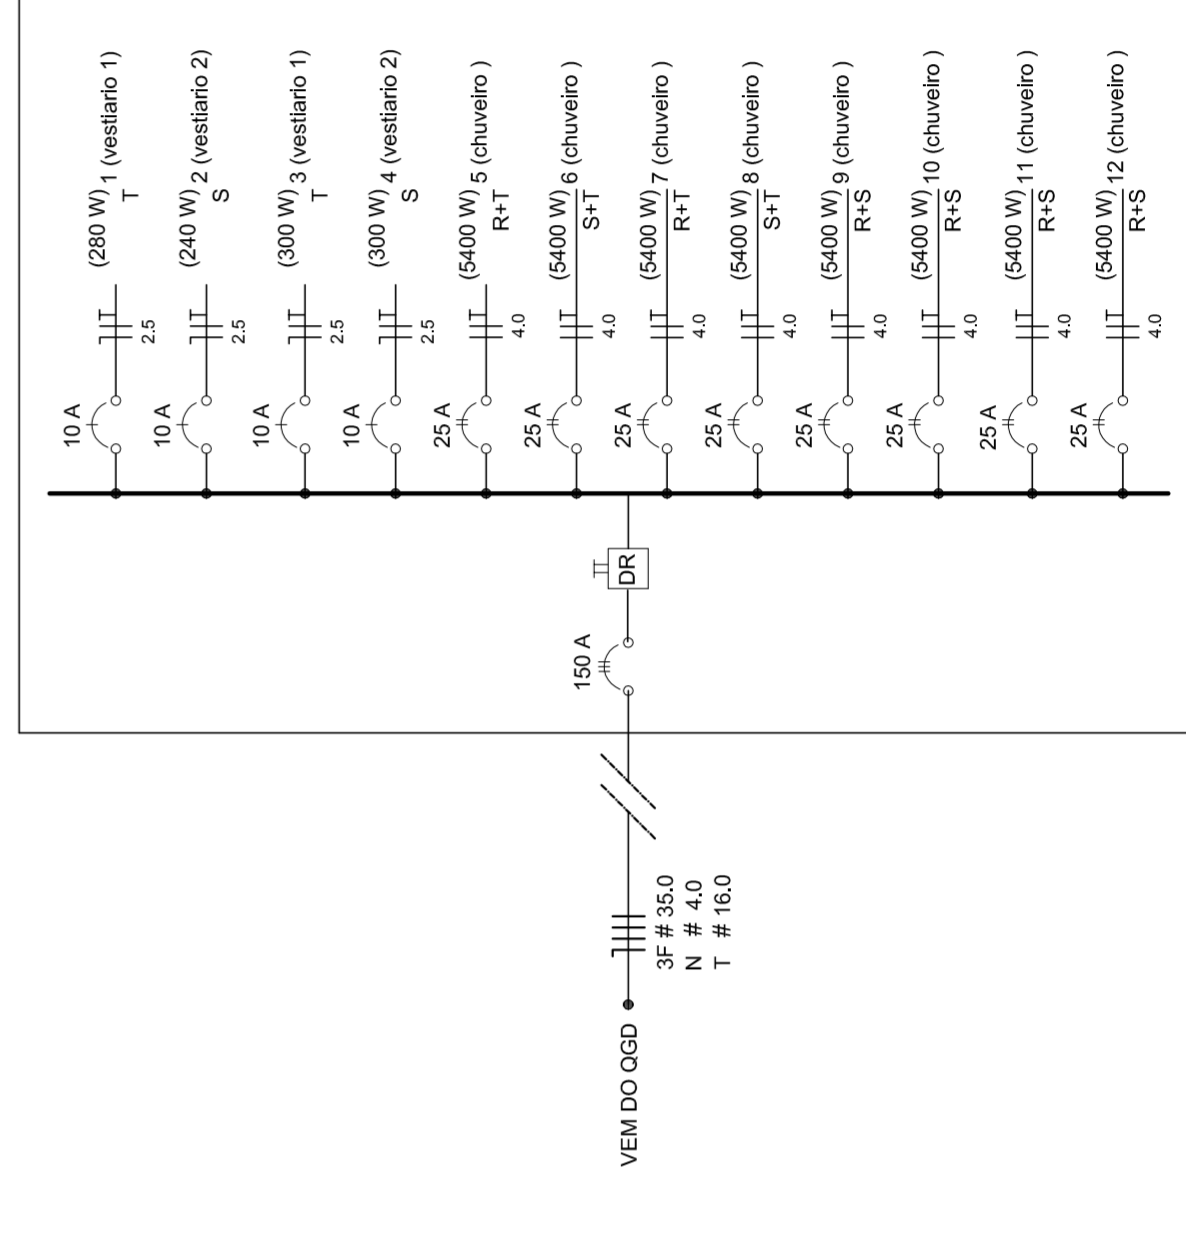 10 A
2.5
(280 W) 1 (vestiario 1)
T
10 A
2.5
(240 W) 2 (vestiario 2)
S
10 A
2.5
(300 W) 3 (vestiario 1)
T
10 A
2.5
(300 W) 4 (vestiario 2)
S
25 A
4.0
(5400 W) 5 (chuveiro )
R+T
25 A
4.0
(5400 W) 6 (chuveiro )
S+T
25 A
4.0
(5400 W) 7 (chuveiro )
R+T
25 A
4.0
(5400 W) 8 (chuveiro )
S+T
25 A
4.0
(5400 W) 9 (chuveiro )
R+S
25 A
4.0
(5400 W) 10 (chuveiro )
R+S
25 A
4.0
(5400 W) 11 (chuveiro )
R+S
25 A
4.0
(5400 W) 12 (chuveiro )
R+S
DR
150 A
3F # 35.0
N # 4.0
T # 16.0
VEM DO QGD